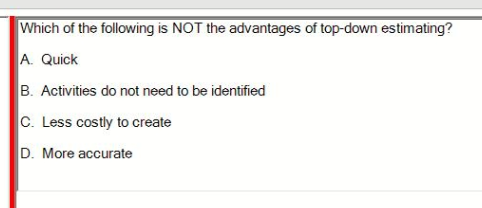 Which of the following is NOT the advantages of top-down estimating?
A. Quick
B. Activities do not need to be identified
C. Less costly to create
D. More accurate